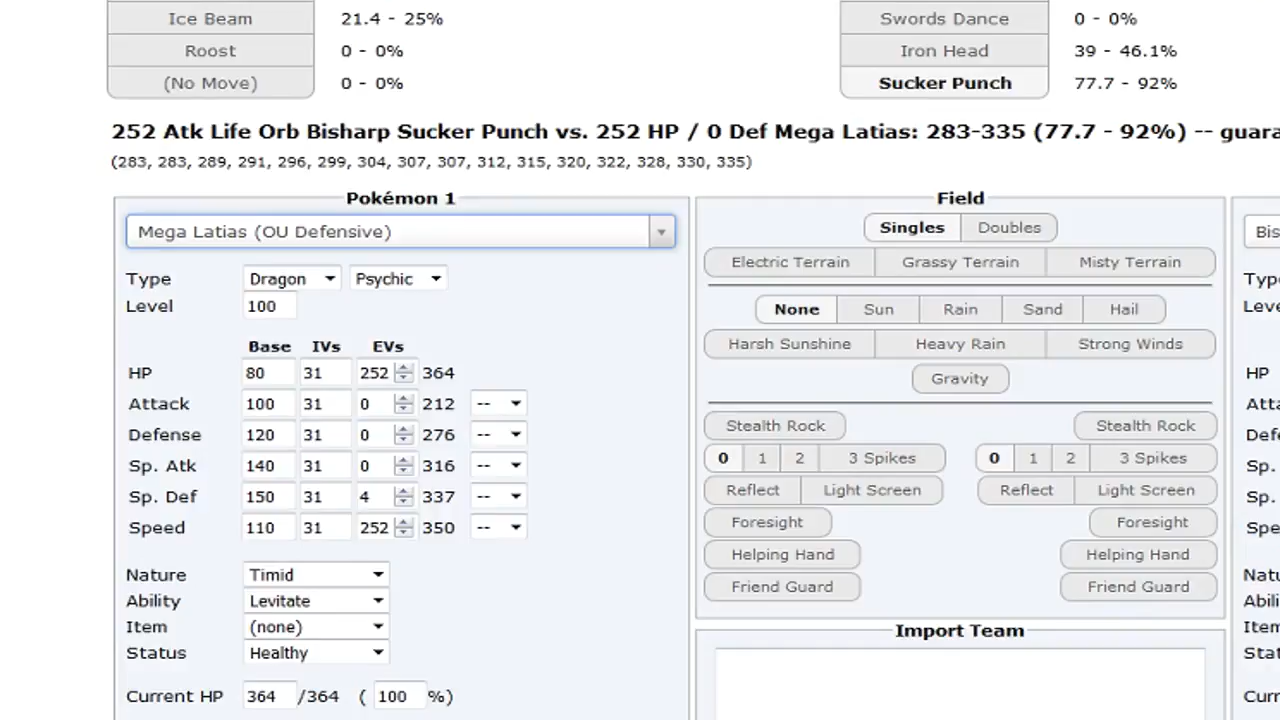 Ice Beam 21.4 - 25% Swords Dance 0 - 0%
Roost 0 - 0% Iron Head 39 - 46.1%
(No Move) 0 - 0% Sucker Punch 77.7 - 92%
252 Atk Life Orb Bisharp Sucker Punch vs. 252 HP / 0 Def Mega Latias: 283-335 (77.7 - 92%) -- guara
(283, 283, 289, 291, 296, 299, 304, 307, 307, 312, 315, 320, 322, 328, 330, 335)
Pokémon 1 Field
Mega Latias (OU Defensive) Singles Doubles Bis
Electric Terrain Grassy Terrain Misty Terrain
Type Dragon Psychic Type
Level 100 None Sun Rain Sand Hail Leve
Base IVs EVs Harsh Sunshine Heavy Rain Strong Winds
HP 80 31 252 364 Gravity HP
Attack 100 31 0 212 -- Atta
Defense 120 31 0 276 -- Stealth Rock Stealth Rock Defe
Sp. Atk 140 31 0 316 -- 0 1 2 3 Spikes 0 1 2 3 Spikes Sp.
Sp. Def 150 31 4 337 -- Reflect Light Screen Reflect Light Screen Sp.
Speed 110 31 252 350 -- Foresight Foresight Spee
Helping Hand Helping Hand
Nature Timid Friend Guard Friend Guard Natu
Ability Levitate Abili
Item (none) Import Team Item
Status Healthy Stat
Current HP 364 /364 ( 100 %) Curr